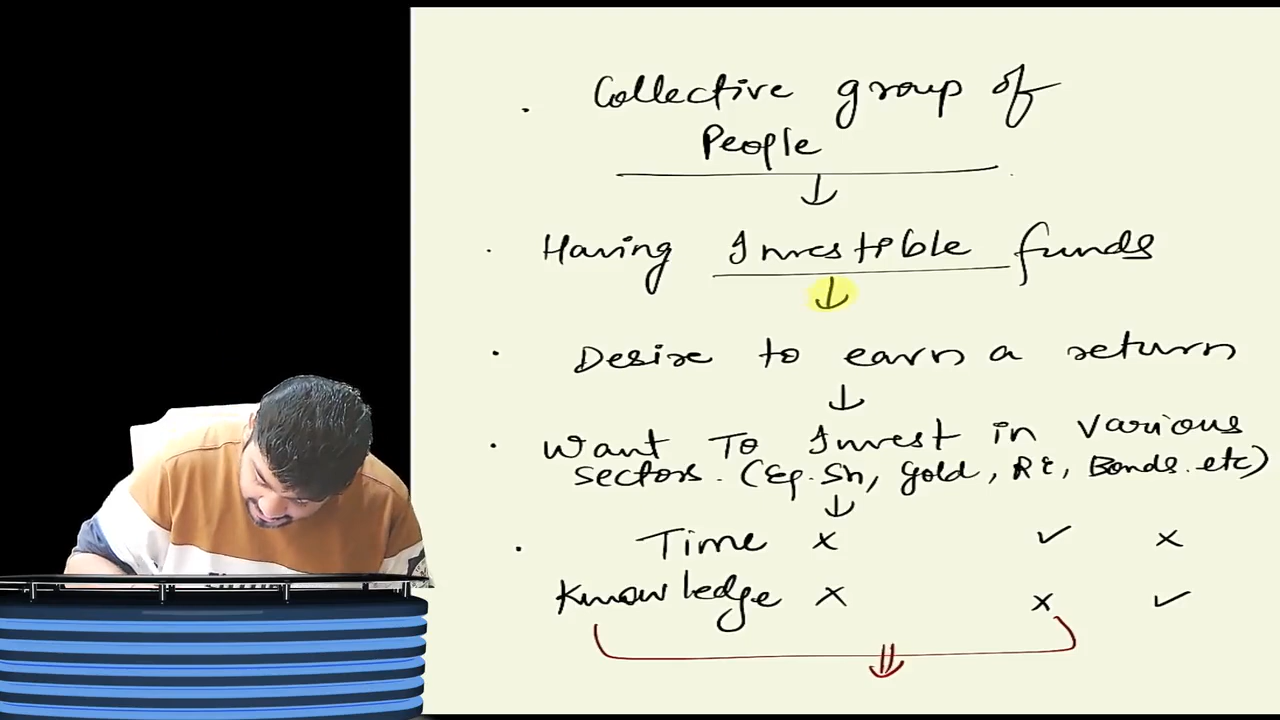 . Collective group of
People
↓
. Having Investible funds
↓
. Desire to earn a return
↓
. Want To Invest in various
sectors. (Eg. Sh, Gold, RE, Bonds. etc)
↓
. Time × ✓ ×
Knowledge × × ✓
⇓